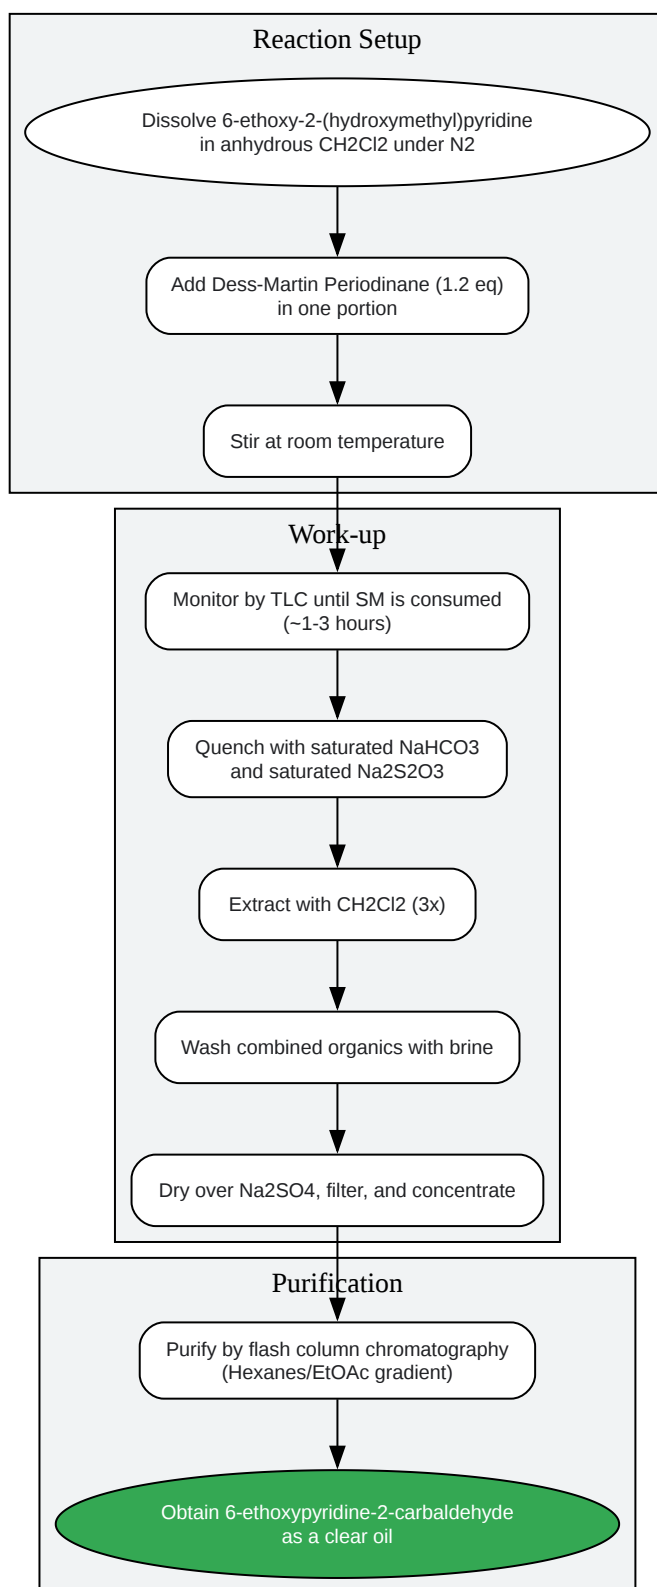 Reaction Setup
Dissolve 6-ethoxy-2-(hydroxymethyl)pyridine
in anhydrous CH2Cl2 under N2
Add Dess-Martin Periodinane (1.2 eq)
in one portion
Stir at room temperature
Work-up
Monitor by TLC until SM is consumed
(~1-3 hours)
Quench with saturated NaHCO3
and saturated Na2S2O3
Extract with CH2Cl2 (3x)
Wash combined organics with brine
Dry over Na2SO4, filter, and concentrate
Purification
Purify by flash column chromatography
(Hexanes/EtOAc gradient)
Obtain 6-ethoxypyridine-2-carbaldehyde
as a clear oil